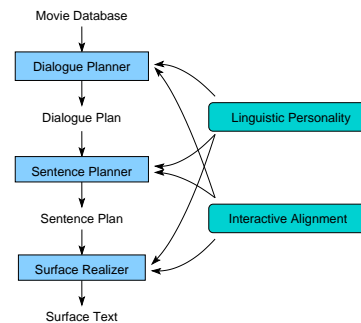 Movie Database
Dialogue Planner
Dialogue Plan
Linguistic Personality
Sentence Planner
Sentence Plan
Interactive Alignment
Surface Realizer
Surface Text